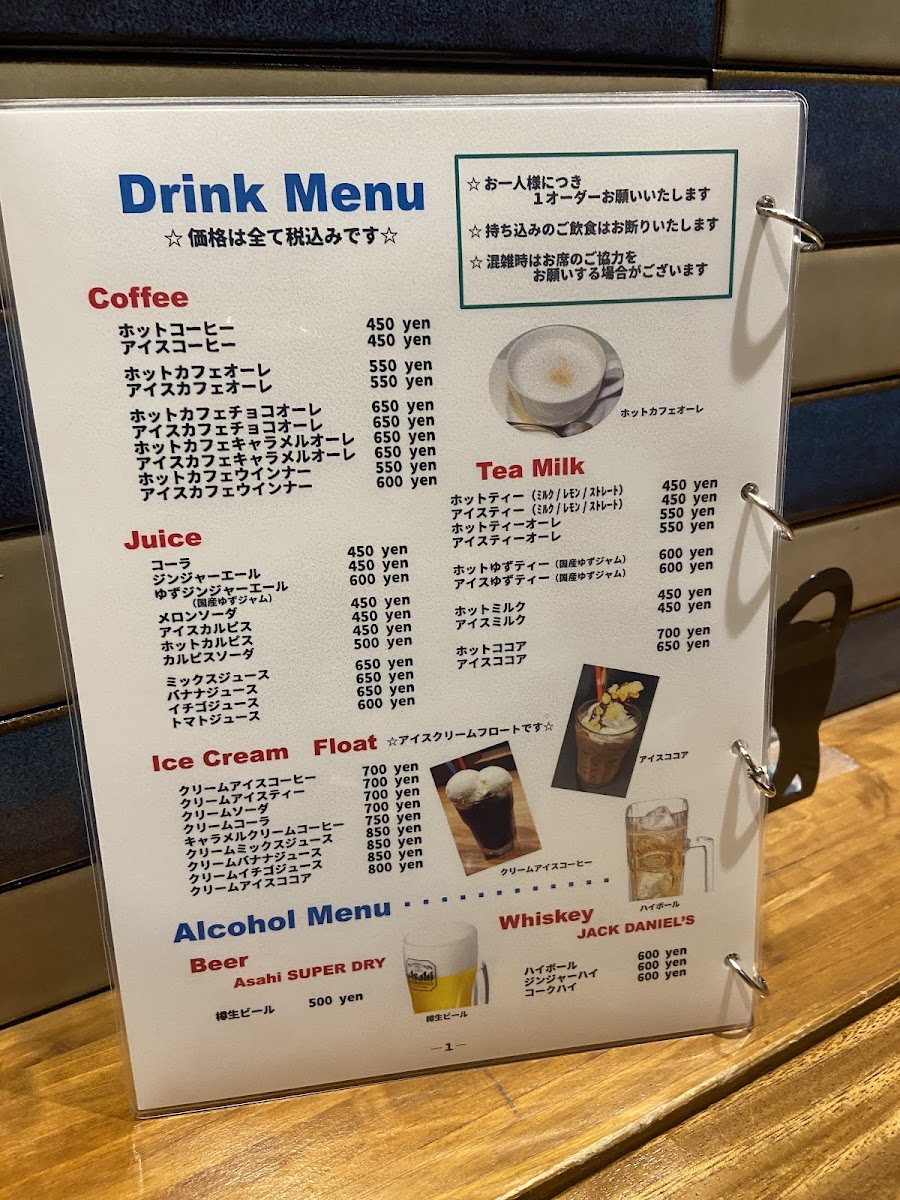 Drink Menu
☆価格は全て税込みです☆
☆お一人様につき
１オーダーお願いいたします
☆持ち込みのご飲食はお断りいたします
☆混雑時はお席のご協力を
お願いする場合がございます
Coffee
ホットコーヒー 450 yen
アイスコーヒー 450 yen
ホットカフェオーレ 550 yen
アイスカフェオーレ 550 yen
ホットカフェチョコオーレ 650 yen
アイスカフェチョコオーレ 650 yen
ホットカフェキャラメルオーレ 650 yen
アイスカフェキャラメルオーレ 650 yen
ホットカフェウインナー 550 yen
アイスカフェウインナー 600 yen
ホットカフェオーレ
Tea Milk
ホットティー（ﾐﾙｸ / ﾚﾓﾝ / ｽﾄﾚｰﾄ） 450 yen
アイスティー（ﾐﾙｸ / ﾚﾓﾝ / ｽﾄﾚｰﾄ） 450 yen
ホットティーオーレ 550 yen
アイスティーオーレ 550 yen
ホットゆずティー（国産ゆずジャム） 600 yen
アイスゆずティー（国産ゆずジャム） 600 yen
ホットミルク 450 yen
アイスミルク 450 yen
ホットココア 700 yen
アイスココア 650 yen
Juice
コーラ 450 yen
ジンジャーエール 450 yen
ゆずジンジャーエール 600 yen
（国産ゆずジャム）
メロンソーダ 450 yen
アイスカルピス 450 yen
ホットカルピス 450 yen
カルピスソーダ 500 yen
ミックスジュース 650 yen
バナナジュース 650 yen
イチゴジュース 650 yen
トマトジュース 600 yen
アイスココア
Ice Cream Float ☆アイスクリームフロートです☆
クリームアイスコーヒー 700 yen
クリームアイスティー 700 yen
クリームソーダ 700 yen
クリームコーラ 700 yen
キャラメルクリームコーヒー 750 yen
クリームミックスジュース 850 yen
クリームバナナジュース 850 yen
クリームイチゴジュース 850 yen
クリームアイスココア 800 yen
クリームアイスコーヒー
ハイボール
Alcohol Menu
Beer
Asahi SUPER DRY
樽生ビール 500 yen
Asahi
樽生ビール
Whiskey
JACK DANIEL'S
ハイボール 600 yen
ジンジャーハイ 600 yen
コークハイ 600 yen
－1－